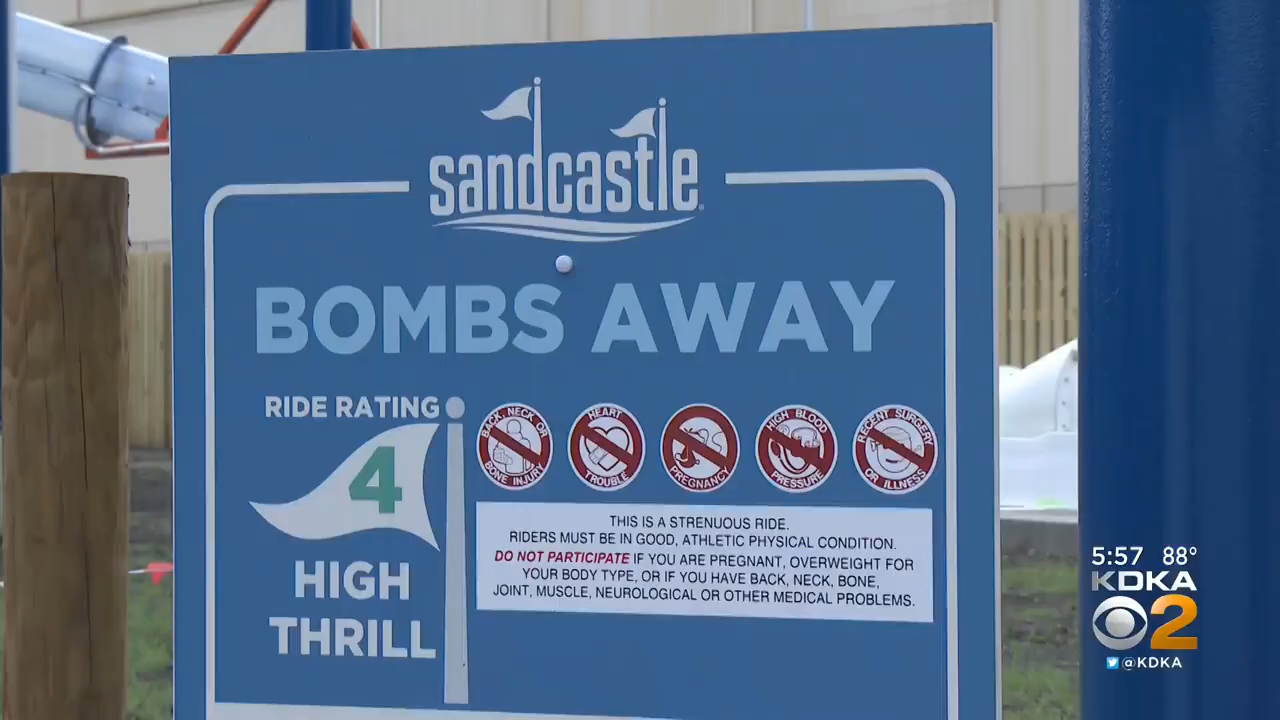 sandcastle
BOMBS AWAY
RIDE RATING
4
HIGH
THRILL
BACK, NECK OR
BONE INJURY
HEART
TROUBLE
PREGNANCY
HIGH BLOOD
PRESSURE
RECENT SURGERY
OR ILLNESS
THIS IS A STRENUOUS RIDE.
RIDERS MUST BE IN GOOD, ATHLETIC PHYSICAL CONDITION.
DO NOT PARTICIPATE IF YOU ARE PREGNANT, OVERWEIGHT FOR
YOUR BODY TYPE, OR IF YOU HAVE BACK, NECK, BONE,
JOINT, MUSCLE, NEUROLOGICAL OR OTHER MEDICAL PROBLEMS.
5:57 88°
KDKA
2
@KDKA